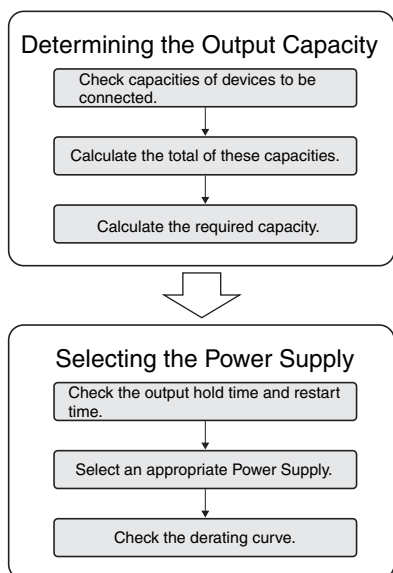 Determining the Output Capacity
Check capacities of devices to be
connected.
Calculate the total of these capacities.
Calculate the required capacity.
Selecting the Power Supply
Check the output hold time and restart
time.
Select an appropriate Power Supply.
Check the derating curve.